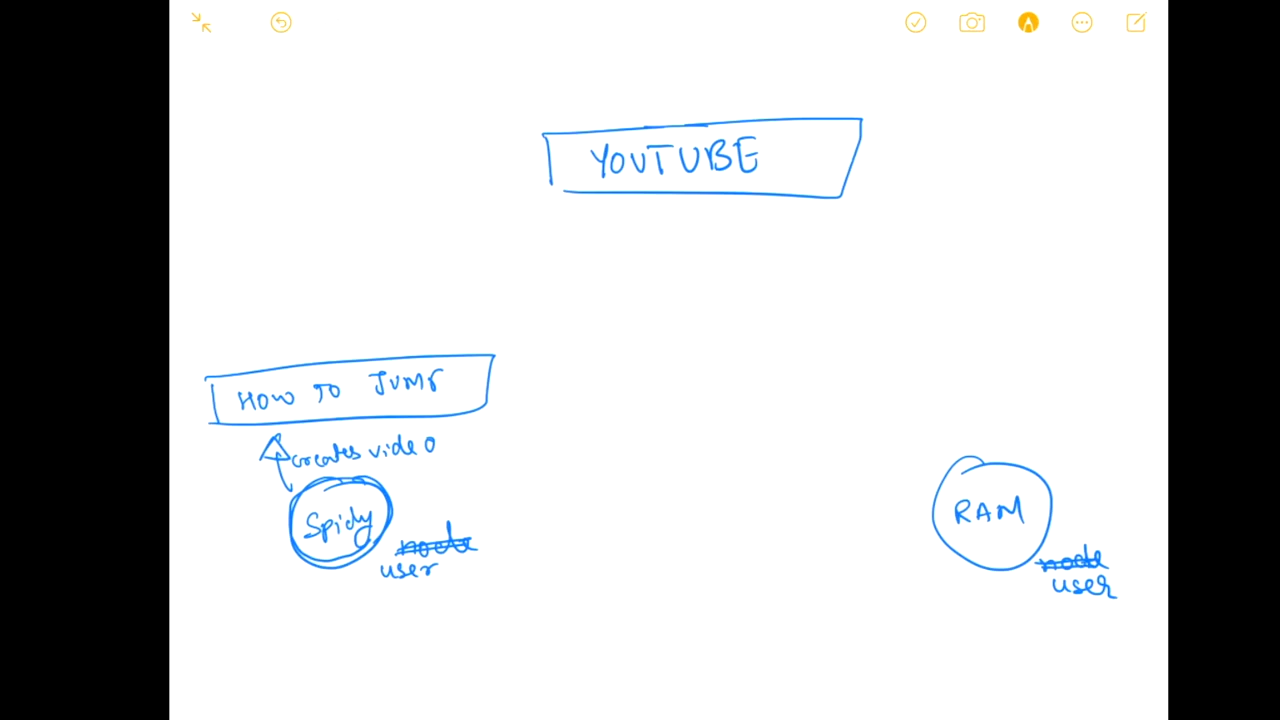 YOUTUBE
HOW TO JUMP
creates video
Spidy
node
user
RAM
node
user